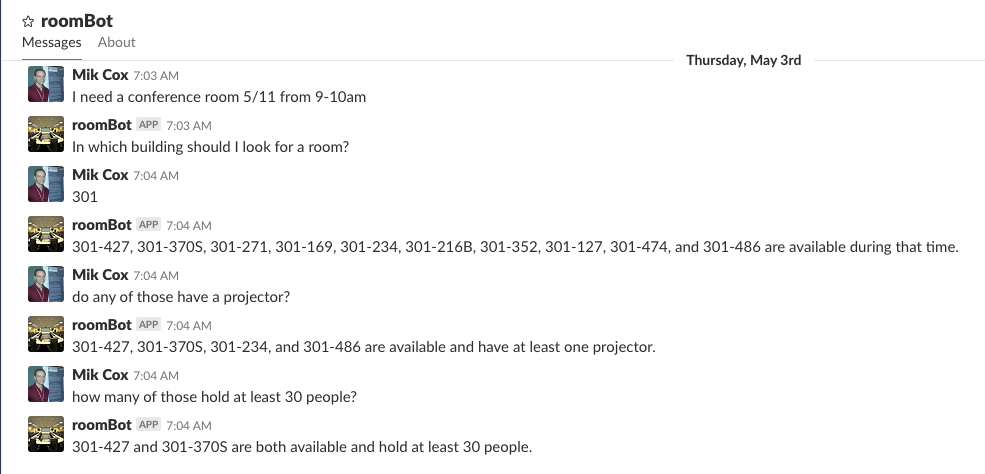 ☆ roomBot
Messages About
Thursday, May 3rd
Mik Cox 7:03 AM
I need a conference room 5/11 from 9-10am
roomBot APP 7:03 AM
In which building should I look for a room?
Mik Cox 7:04 AM
301
roomBot APP 7:04 AM
301-427, 301-370S, 301-271, 301-169, 301-234, 301-216B, 301-352, 301-127, 301-474, and 301-486 are available during that time.
Mik Cox 7:04 AM
do any of those have a projector?
roomBot APP 7:04 AM
301-427, 301-370S, 301-234, and 301-486 are available and have at least one projector.
Mik Cox 7:04 AM
how many of those hold at least 30 people?
roomBot APP 7:04 AM
301-427 and 301-370S are both available and hold at least 30 people.